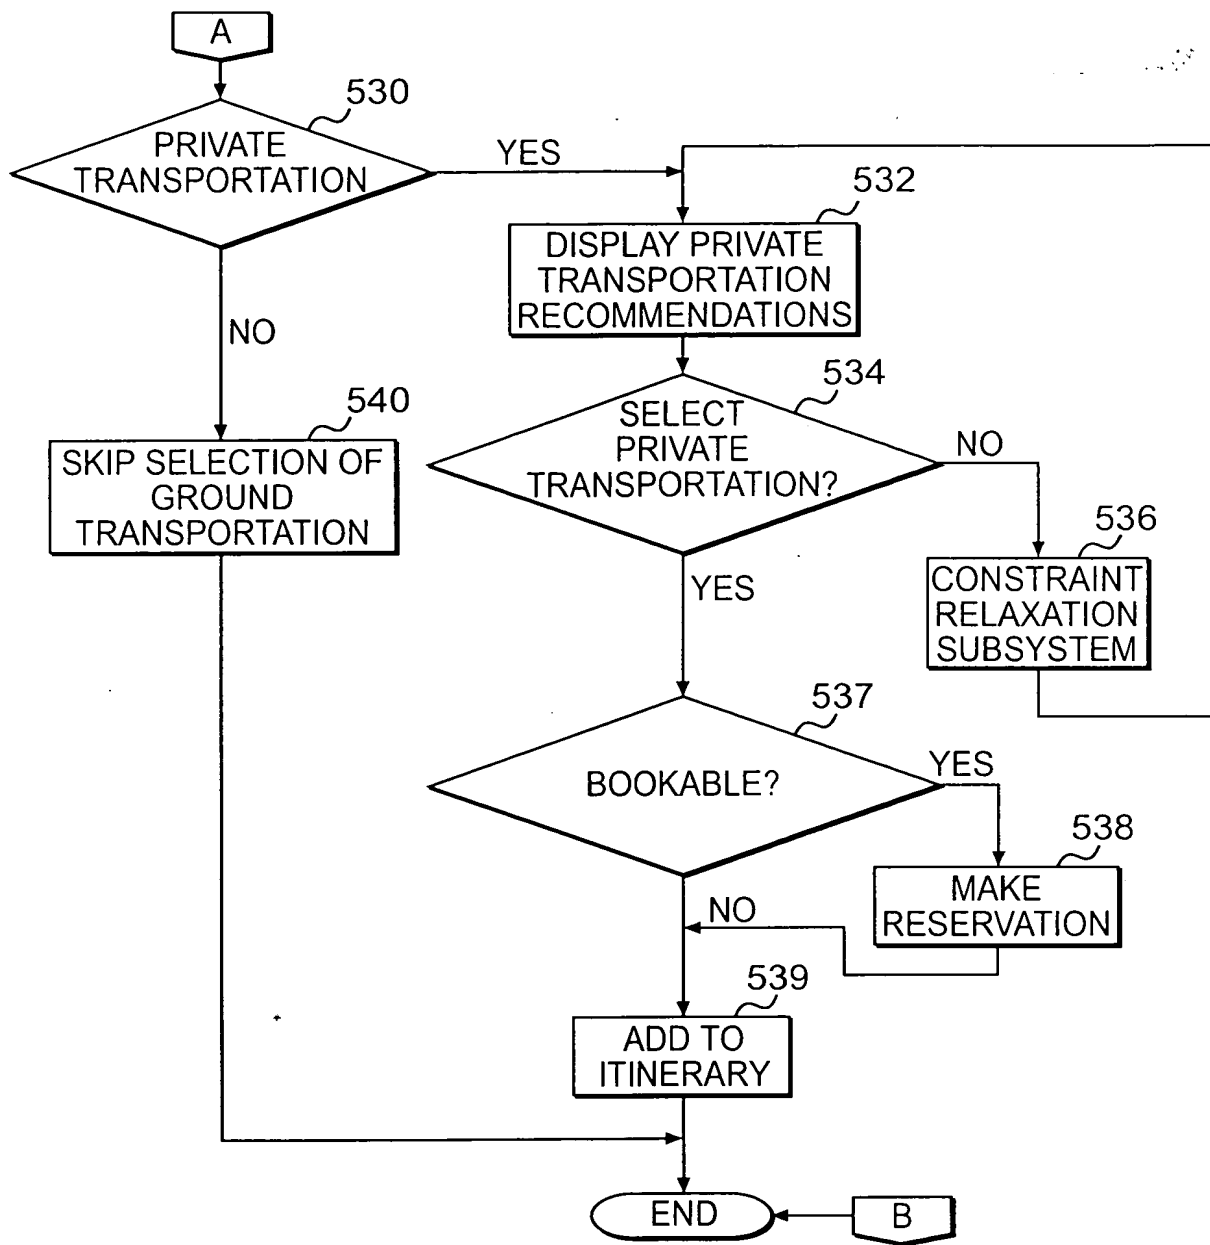 A
530
PRIVATE
TRANSPORTATION
YES
532
DISPLAY PRIVATE
TRANSPORTATION
RECOMMENDATIONS
NO
534
SELECT
PRIVATE
TRANSPORTATION?
NO
540
SKIP SELECTION OF
GROUND
TRANSPORTATION
536
CONSTRAINT
RELAXATION
SUBSYSTEM
YES
537
BOOKABLE?
YES
538
MAKE
RESERVATION
NO
539
ADD TO
ITINERARY
END
B